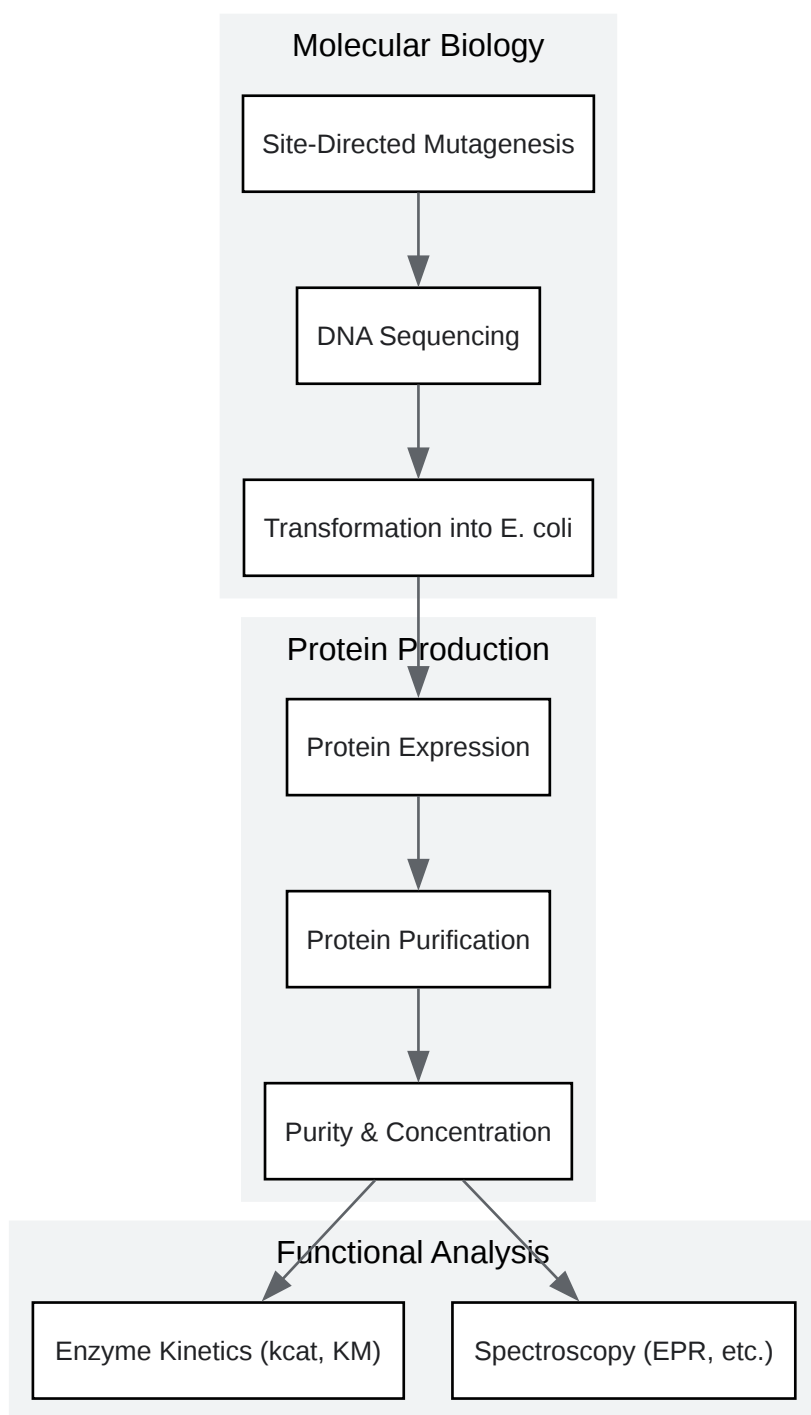 Molecular Biology
Site-Directed Mutagenesis
DNA Sequencing
Transformation into E. coli
Protein Production
Protein Expression
Protein Purification
Purity & Concentration
Functional Analysis
Enzyme Kinetics (kcat, KM)
Spectroscopy (EPR, etc.)